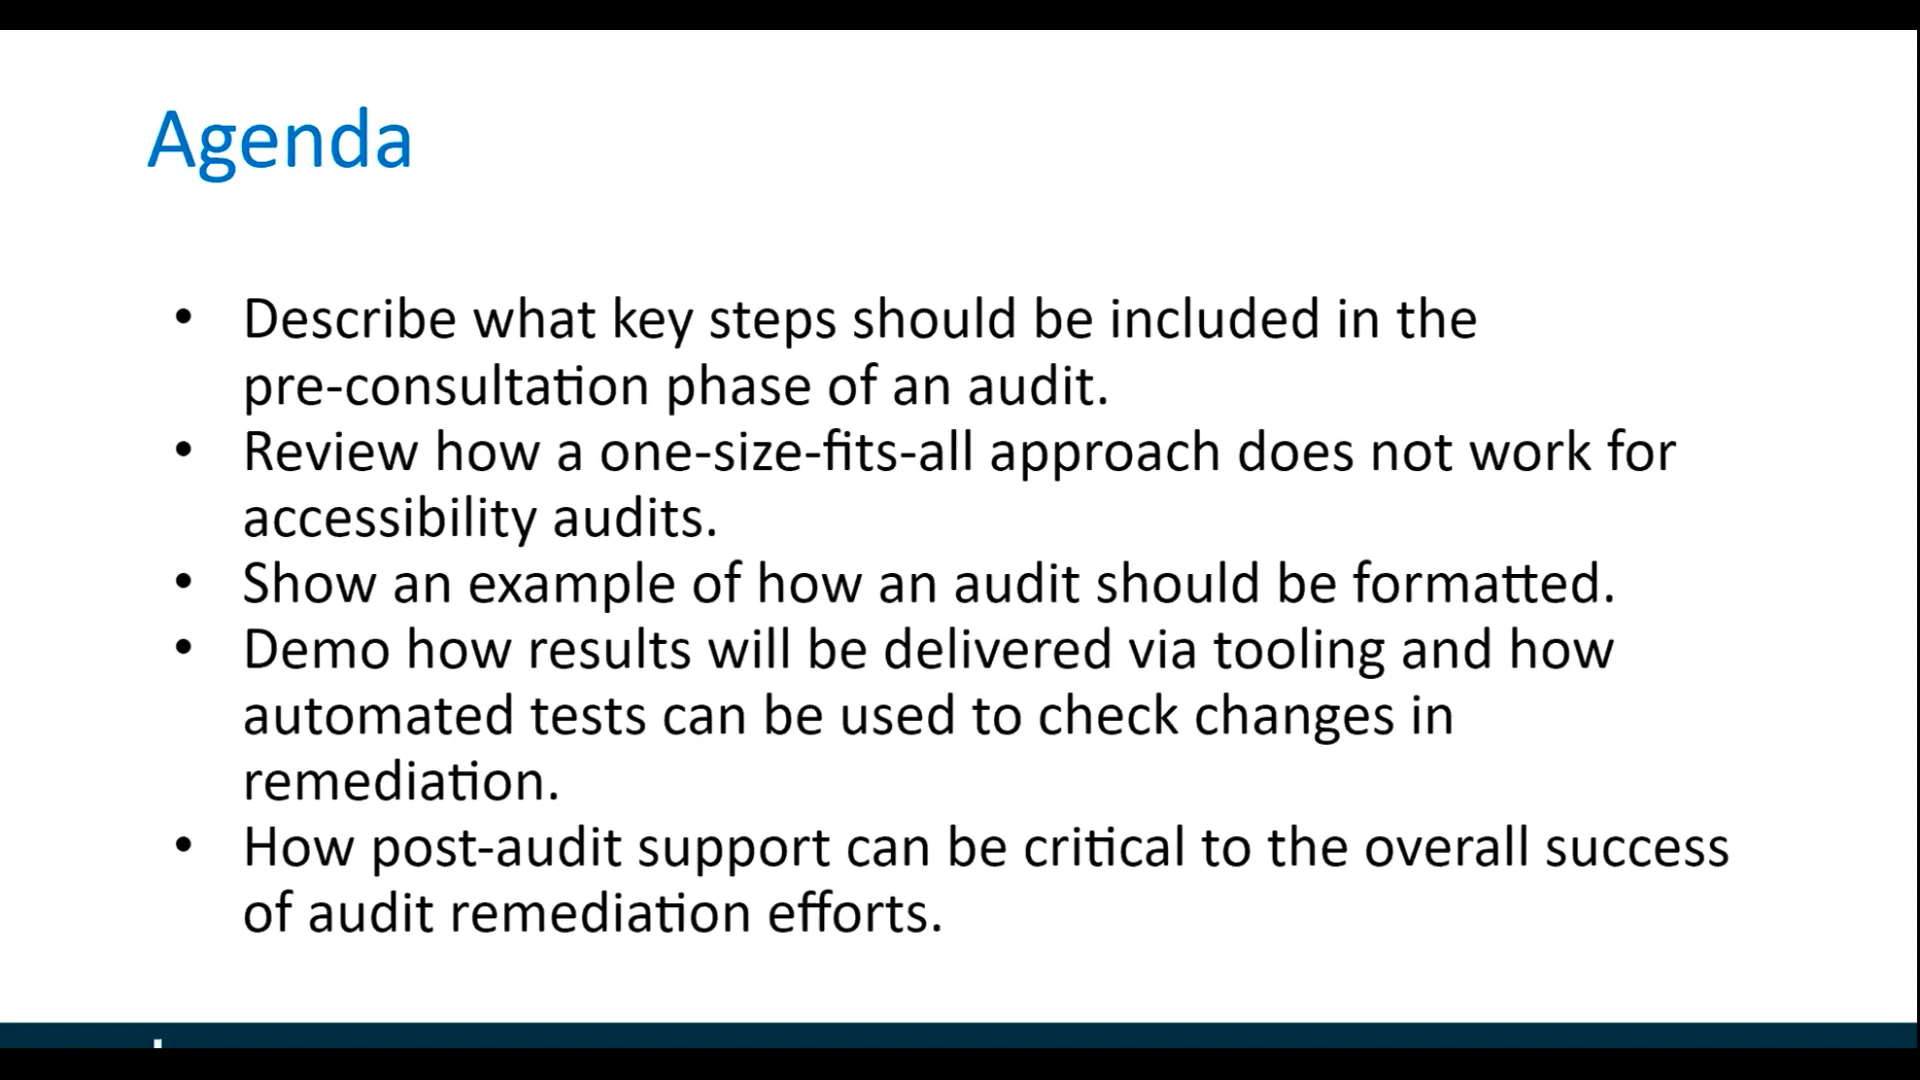 Agenda
• Describe what key steps should be included in the
pre-consultation phase of an audit.
• Review how a one-size-fits-all approach does not work for
accessibility audits.
• Show an example of how an audit should be formatted.
• Demo how results will be delivered via tooling and how
automated tests can be used to check changes in
remediation.
• How post-audit support can be critical to the overall success
of audit remediation efforts.